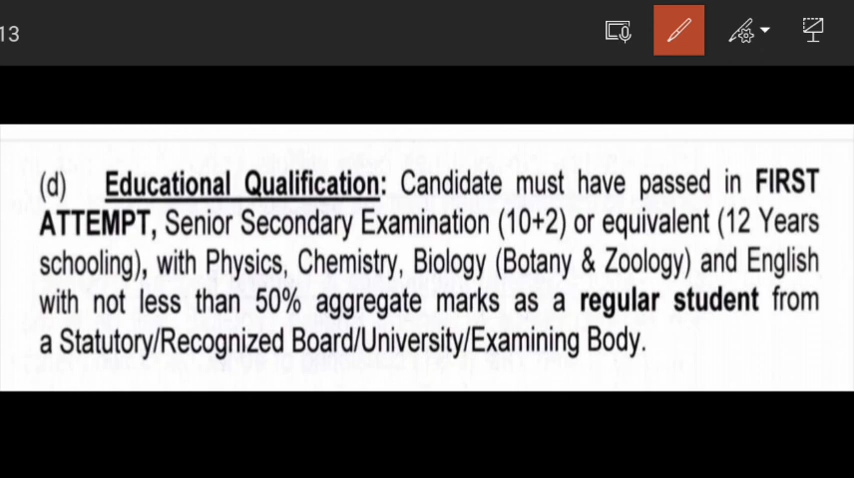 13
(d) Educational Qualification: Candidate must have passed in FIRST
ATTEMPT, Senior Secondary Examination (10+2) or equivalent (12 Years
schooling), with Physics, Chemistry, Biology (Botany & Zoology) and English
with not less than 50% aggregate marks as a regular student from
a Statutory/Recognized Board/University/Examining Body.